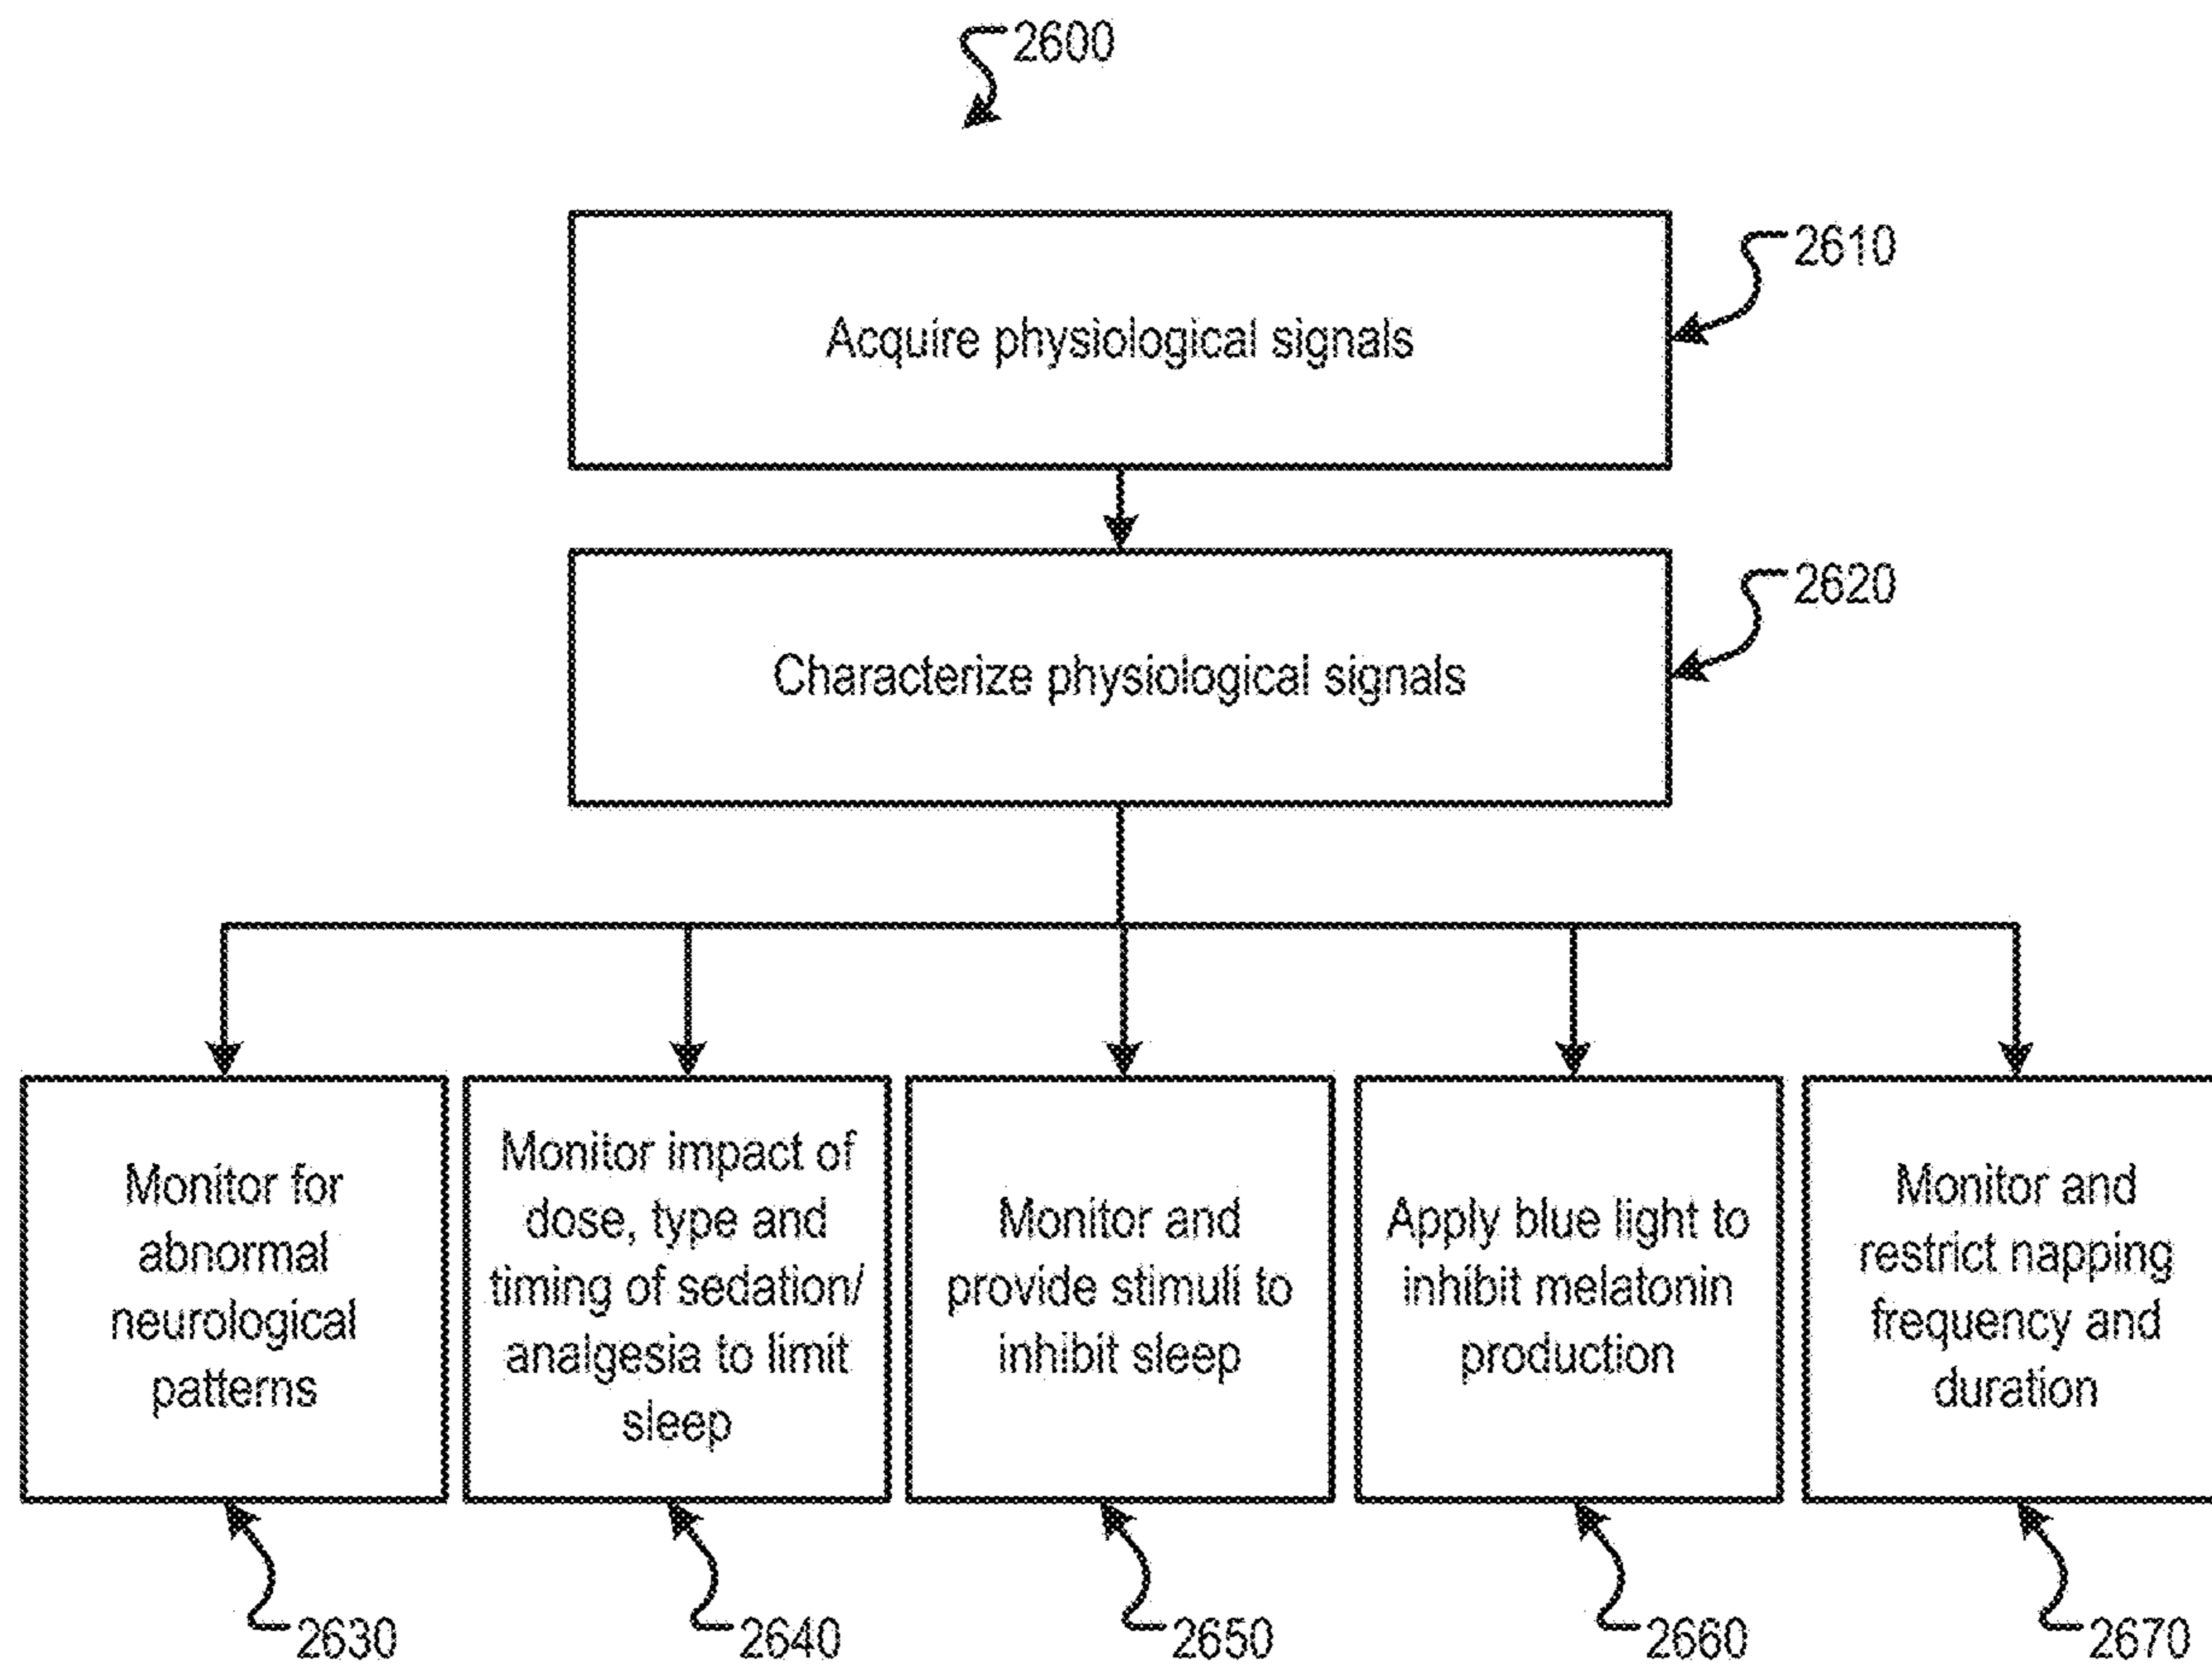 2600
Acquire physiological signals
2610
Characterize physiological signals
2620
Monitor for
abnormal
neurological
patterns
Monitor impact of
dose, type and
timing of sedation/
analgesia to limit
sleep
Monitor and
provide stimuli to
inhibit sleep
Apply blue light to
inhibit melatonin
production
Monitor and
restrict napping
frequency and
duration
2630
2640
2650
2660
2670